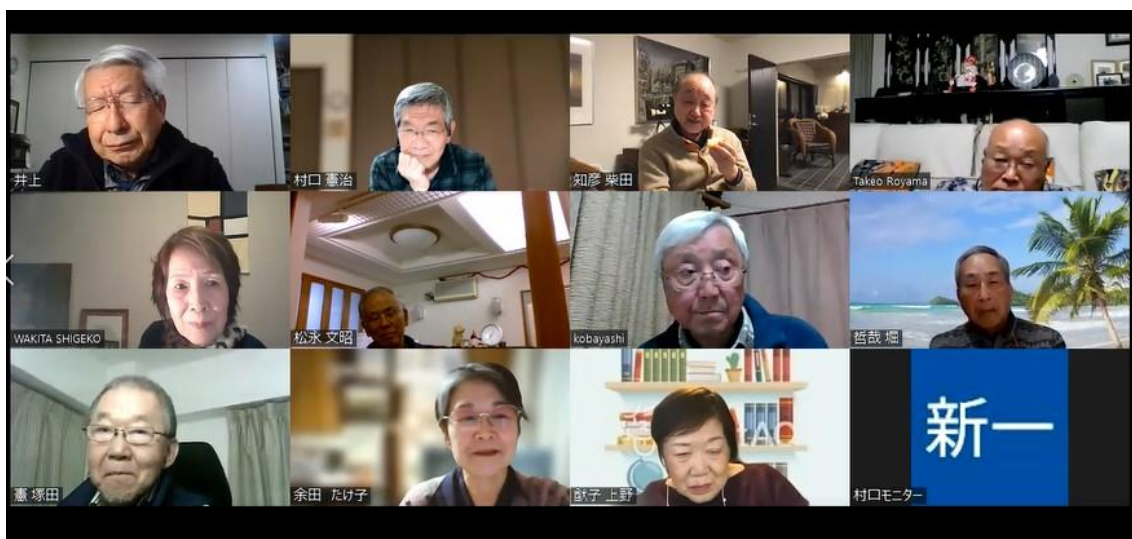 井上
村口 憲治
知彦 柴田
Takeo Royama
WAKITA SHIGEKO
松永 文昭
kobayashi
哲哉 堀
憲 塚田
余田 たけ子
猷子 上野
新一
村口モニター